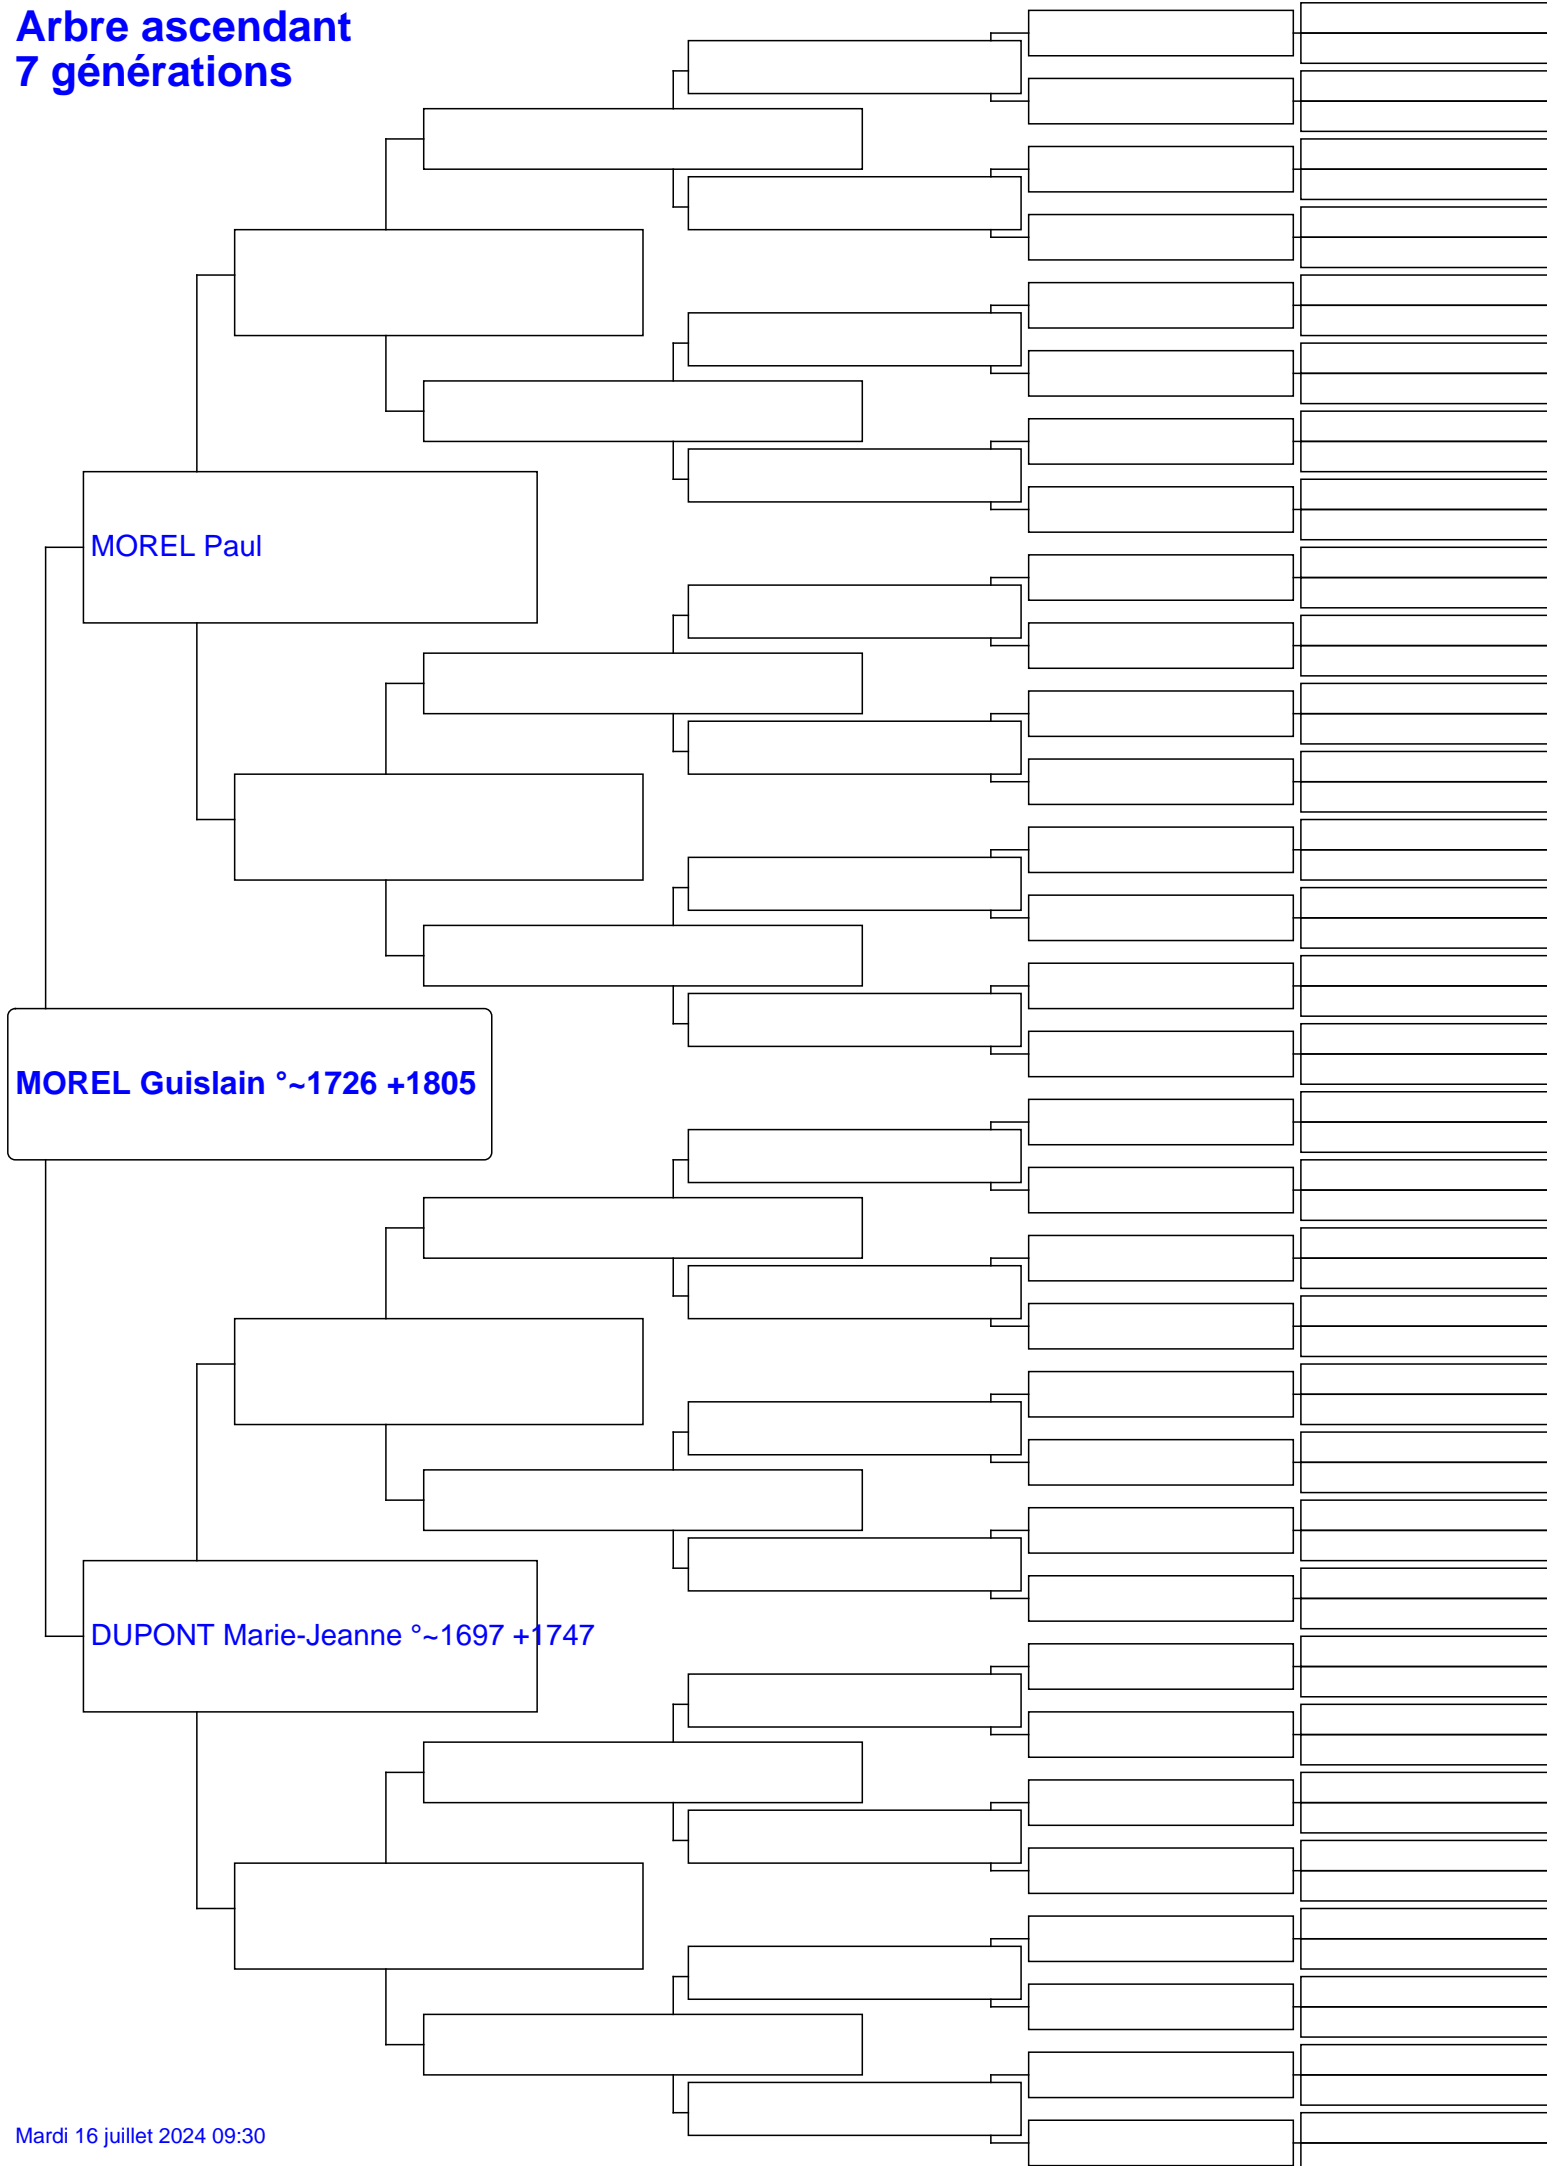 Arbre ascendant
7 générations
MOREL Paul
MOREL Guislain °~1726 +1805
DUPONT Marie-Jeanne °~1697 +1747
Mardi 16 juillet 2024 09:30